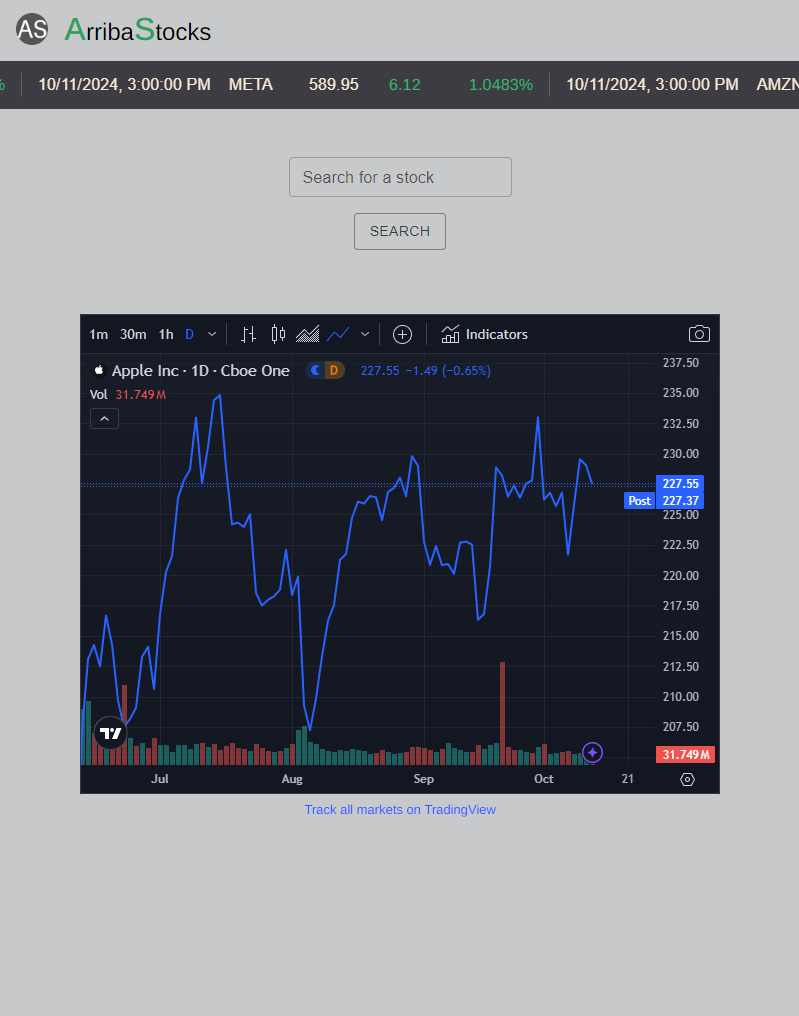 AS ArribaStocks
% 10/11/2024, 3:00:00 PM META 589.95 6.12 1.0483% 10/11/2024, 3:00:00 PM AMZN
Search for a stock
SEARCH
1m 30m 1h D Indicators
Apple Inc · 1D · Cboe One D 227.55 −1.49 (−0.65%)
Vol 31.749M
237.50
235.00
232.50
230.00
227.55
Post 227.37
225.00
222.50
220.00
217.50
215.00
212.50
210.00
207.50
31.749M
Jul Aug Sep Oct 21
Track all markets on TradingView